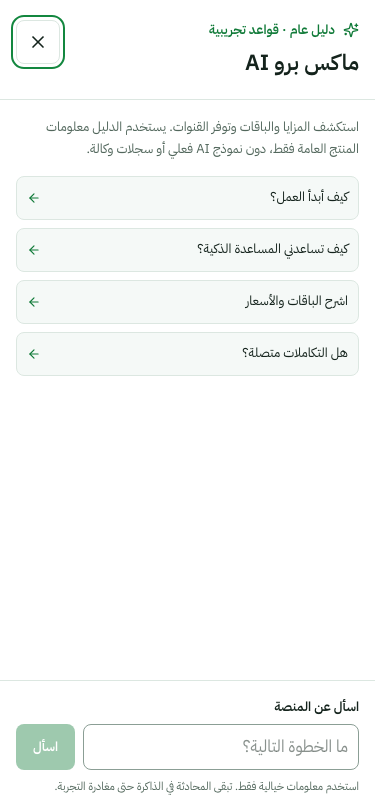 دليل عام · قواعد تجريبية
ماكس برو AI
استكشف المزايا والباقات وتوفر القنوات. يستخدم الدليل معلومات
المنتج العامة فقط، دون نموذج AI فعلي أو سجلات وكالة.
كيف أبدأ العمل؟
كيف تساعدني المساعدة الذكية؟
اشرح الباقات والأسعار
هل التكاملات متصلة؟
اسأل عن المنصة
ما الخطوة التالية؟
اسأل
استخدم معلومات خيالية فقط. تبقى المحادثة في الذاكرة حتى مغادرة التجربة.